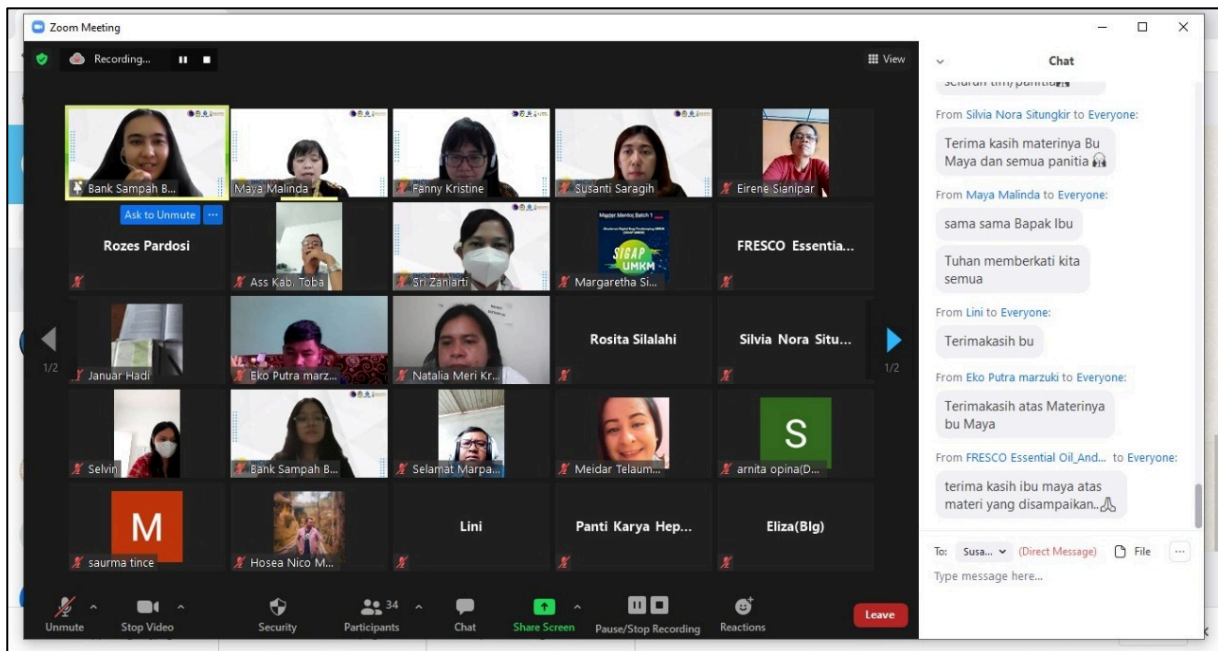 Zoom Meeting
Recording...
View
Bank Sampah B...
Maya Malinda
Fanny Kristine
Susanti Saragih
Eirene Sianipar
Ask to Unmute
...
Rozes Pardosi
Ass Kab. Toba
Sri Zaniarti
Master Mentor Batch 1
SIGAP
UMKM
Margaretha Si...
FRESCO Essentia...
1/2
Januar Hadi
Eko Putra marz...
Natalia Meri Kr...
Rosita Silalahi
Silvia Nora Situ...
1/2
Selvin
Bank Sampah B...
Selamat Marpa...
Meidar Telaum...
S
arnita opina(D...
M
saurma tince
Hosea Nico M...
Lini
Panti Karya Hep...
Eliza(Blg)
Unmute
Stop Video
Security
34
Participants
Chat
Share Screen
Pause/Stop Recording
Reactions
Leave
Chat
seluruh tim/panitia
From Silvia Nora Situngkir to Everyone:
Terima kasih materinya Bu
Maya dan semua panitia
From Maya Malinda to Everyone:
sama sama Bapak Ibu
Tuhan memberkati kita
semua
From Lini to Everyone:
Terimakasih bu
From Eko Putra marzuki to Everyone:
Terimakasih atas Materinya
bu Maya
From FRESCO Essential Oil_And... to Everyone:
terima kasih ibu maya atas
materi yang disampaikan..🙏
To: Susa... (Direct Message) File ...
Type message here...